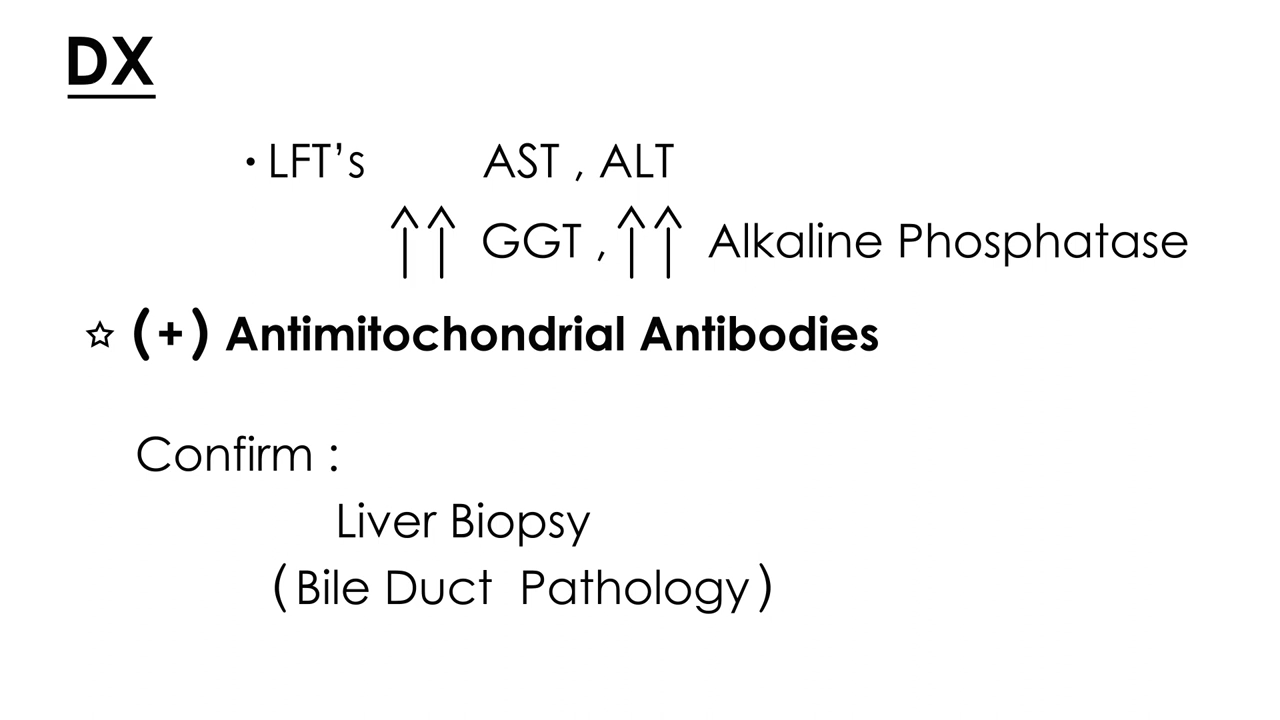 DX
• LFT’s AST , ALT
↑↑ GGT , ↑↑ Alkaline Phosphatase
☆ (+) Antimitochondrial Antibodies
Confirm :
Liver Biopsy
(Bile Duct Pathology)